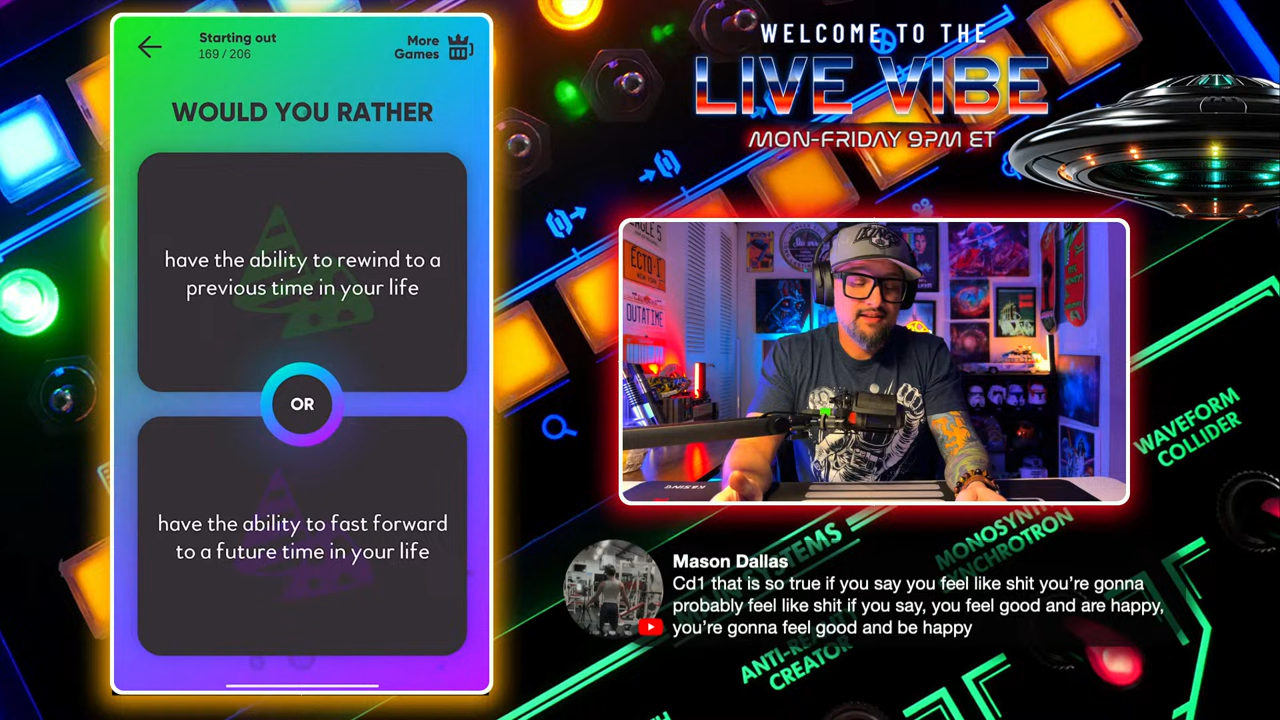 Starting out
169 / 206
More
Games
WOULD YOU RATHER
have the ability to rewind to a
previous time in your life
OR
have the ability to fast forward
to a future time in your life
WELCOME TO THE
LIVE VIBE
MON-FRIDAY 9PM ET
ECTO-1
OUTATIME
KINGS
WAVEFORM
COLLIDER
Mason Dallas
Cd1 that is so true if you say you feel like shit you're gonna
probably feel like shit if you say, you feel good and are happy,
you're gonna feel good and be happy
CREATOR